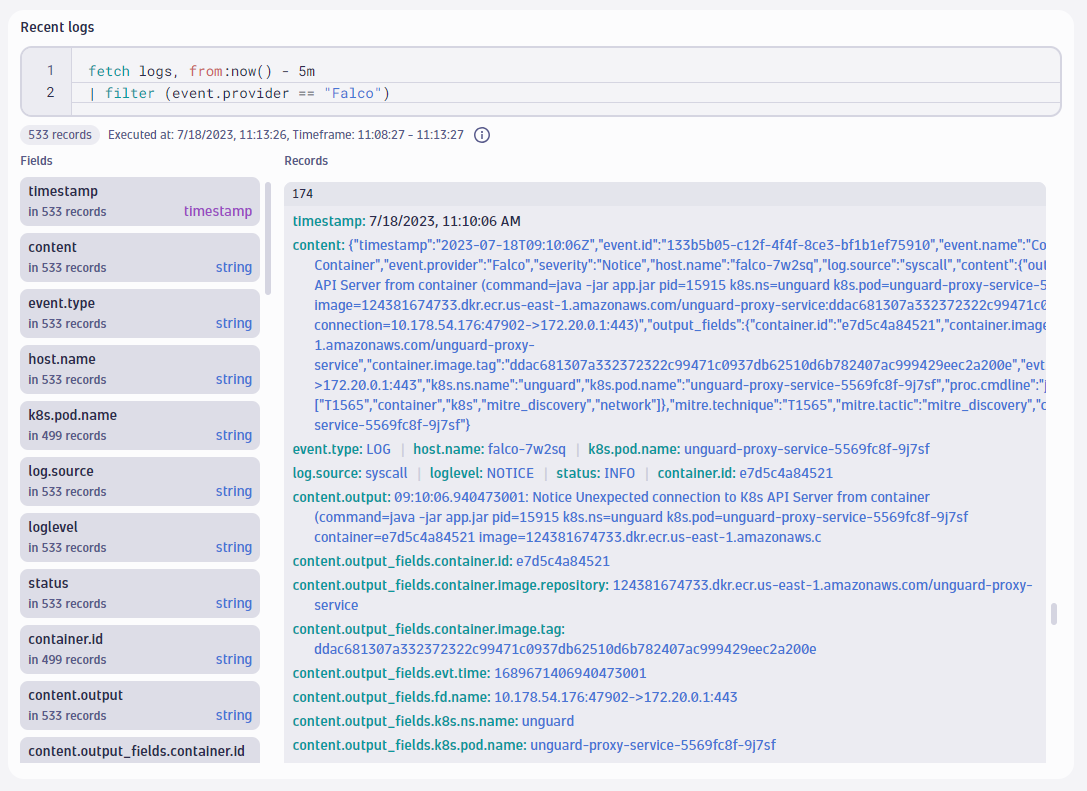 Recent logs
1 fetch logs, from:now() - 5m
2 | filter (event.provider == "Falco")
533 records Executed at: 7/18/2023, 11:13:26, Timeframe: 11:08:27 - 11:13:27
Fields
timestamp
in 533 records timestamp
content
in 533 records string
event.type
in 533 records string
host.name
in 533 records string
k8s.pod.name
in 499 records string
log.source
in 533 records string
loglevel
in 533 records string
status
in 533 records string
container.id
in 499 records string
content.output
in 533 records string
content.output_fields.container.id
Records
174
timestamp: 7/18/2023, 11:10:06 AM
content: {"timestamp":"2023-07-18T09:10:06Z","event.id":"133b5b05-c12f-4f4f-8ce3-bf1b1ef75910","event.name":"Co
Container","event.provider":"Falco","severity":"Notice","host.name":"falco-7w2sq","log.source":"syscall","content":{"out
API Server from container (command=java -jar app.jar pid=15915 k8s.ns=unguard k8s.pod=unguard-proxy-service-5
image=124381674733.dkr.ecr.us-east-1.amazonaws.com/unguard-proxy-service:ddac681307a332372322c99471c0
connection=10.178.54.176:47902->172.20.0.1:443)","output_fields":{"container.id":"e7d5c4a84521","container.image
1.amazonaws.com/unguard-proxy-
service","container.image.tag":"ddac681307a332372322c99471c0937db62510d6b782407ac999429eec2a200e","evt
>172.20.0.1:443","k8s.ns.name":"unguard","k8s.pod.name":"unguard-proxy-service-5569fc8f-9j7sf","proc.cmdline":"j
["T1565","container","k8s","mitre_discovery","network"]},"mitre.technique":"T1565","mitre.tactic":"mitre_discovery","c
service-5569fc8f-9j7sf"}
event.type: LOG | host.name: falco-7w2sq | k8s.pod.name: unguard-proxy-service-5569fc8f-9j7sf
log.source: syscall | loglevel: NOTICE | status: INFO | container.id: e7d5c4a84521
content.output: 09:10:06.940473001: Notice Unexpected connection to K8s API Server from container
(command=java -jar app.jar pid=15915 k8s.ns=unguard k8s.pod=unguard-proxy-service-5569fc8f-9j7sf
container=e7d5c4a84521 image=124381674733.dkr.ecr.us-east-1.amazonaws.c
content.output_fields.container.id: e7d5c4a84521
content.output_fields.container.image.repository: 124381674733.dkr.ecr.us-east-1.amazonaws.com/unguard-proxy-
service
content.output_fields.container.image.tag:
ddac681307a332372322c99471c0937db62510d6b782407ac999429eec2a200e
content.output_fields.evt.time: 1689671406940473001
content.output_fields.fd.name: 10.178.54.176:47902->172.20.0.1:443
content.output_fields.k8s.ns.name: unguard
content.output_fields.k8s.pod.name: unguard-proxy-service-5569fc8f-9j7sf